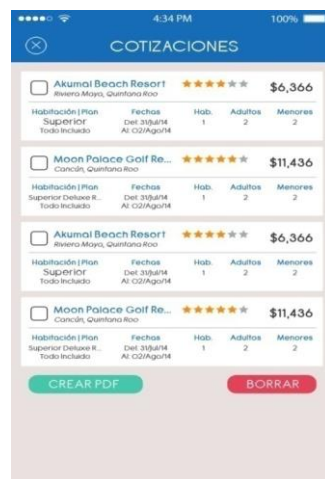 4:34 PM 100%
COTIZACIONES
Akumal Beach Resort $6,366
Riviera Maya, Quintana Roo
Habitación | Plan Fechas Hab. Adultos Menores
Superior Del: 31/Jul/14 1 2 2
Todo Incluido Al: 02/Ago/14
Moon Palace Golf Re... $11,436
Cancún, Quintana Roo
Habitación | Plan Fechas Hab. Adultos Menores
Superior Deluxe R... Del: 31/Jul/14 1 2 2
Todo Incluido Al: 02/Ago/14
Akumal Beach Resort $6,366
Riviera Maya, Quintana Roo
Habitación | Plan Fechas Hab. Adultos Menores
Superior Del: 31/Jul/14 1 2 2
Todo Incluido Al: 02/Ago/14
Moon Palace Golf Re... $11,436
Cancún, Quintana Roo
Habitación | Plan Fechas Hab. Adultos Menores
Superior Deluxe R... Del: 31/Jul/14 1 2 2
Todo Incluido Al: 02/Ago/14
CREAR PDF BORRAR